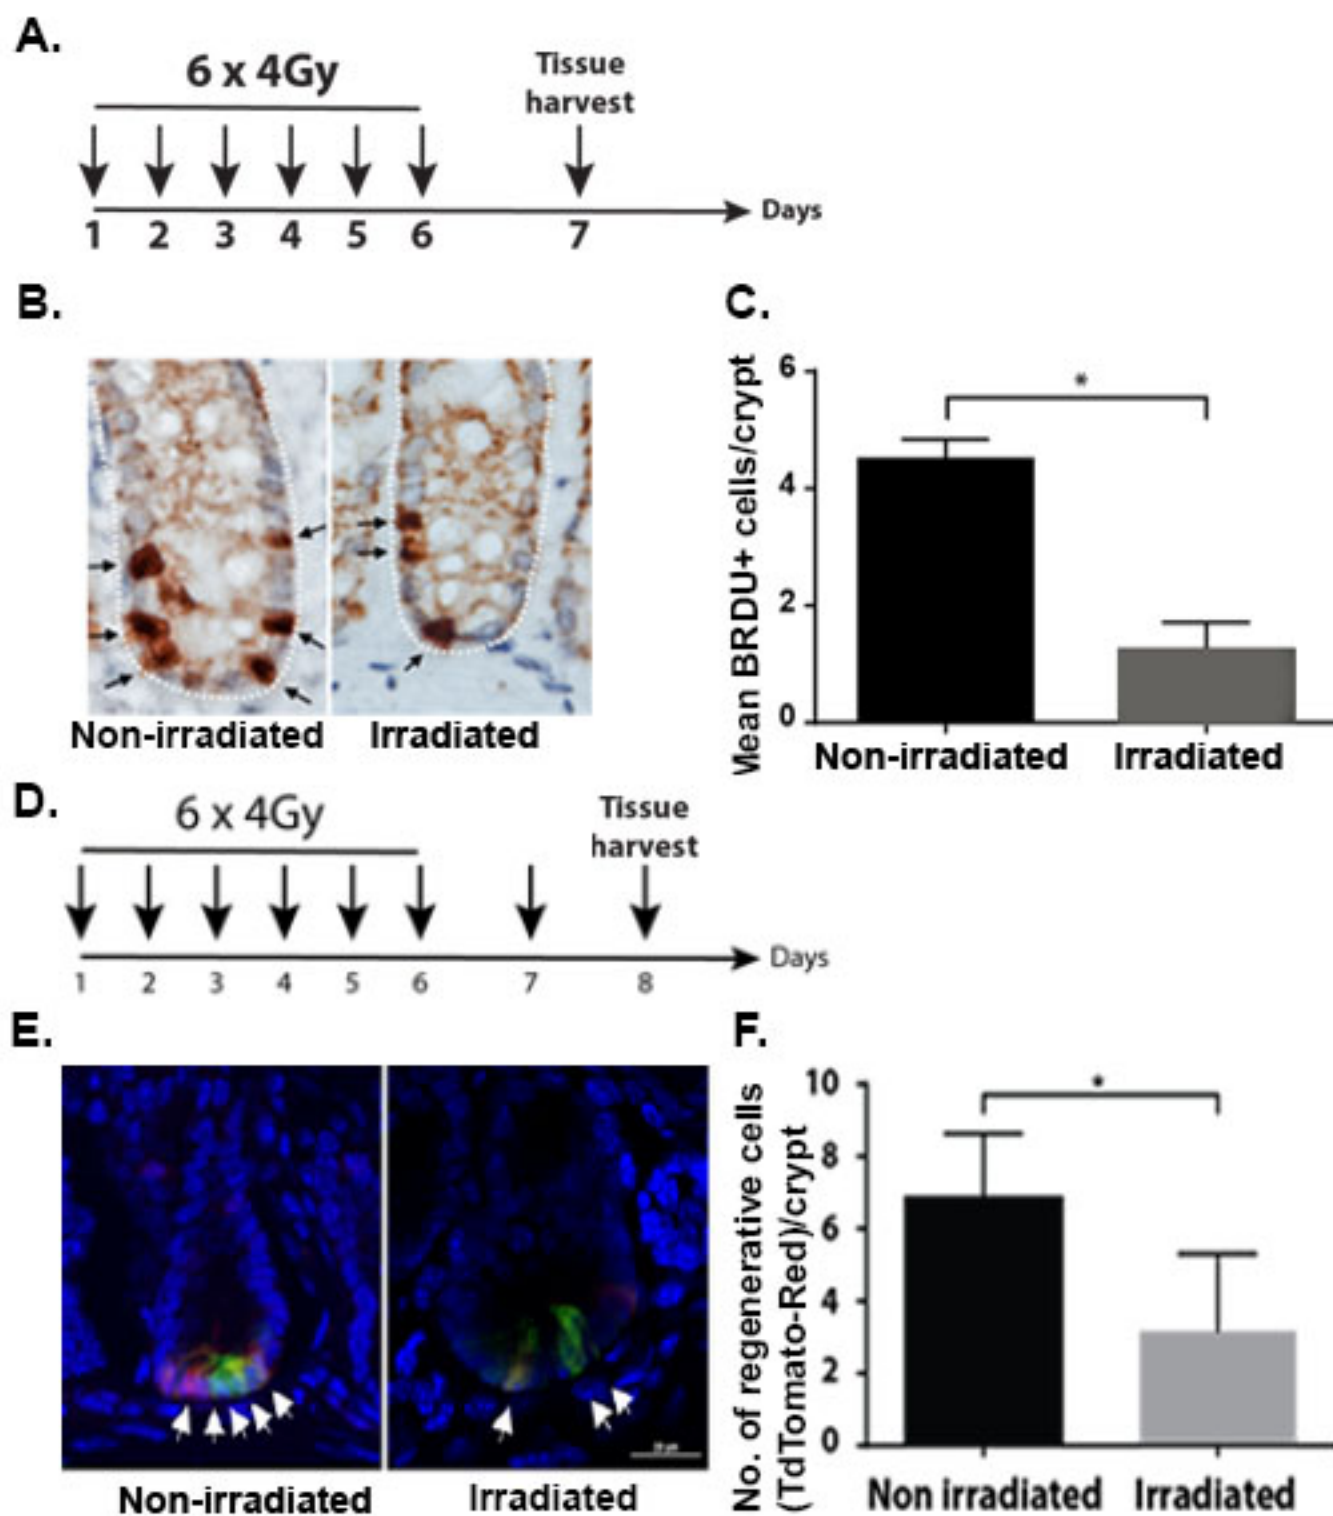 A.
6 x 4Gy
Tissue
harvest
Days
1 2 3 4 5 6 7
B.
Non-irradiated Irradiated
C.
Mean BRDU+ cells/crypt
6
4
2
0
*
Non-irradiated Irradiated
D.
6 x 4Gy
Tissue
harvest
Days
1 2 3 4 5 6 7 8
E.
Non-irradiated Irradiated
F.
No. of regenerative cells
(TdTomato-Red)/crypt
10
8
6
4
2
0
*
Non irradiated Irradiated